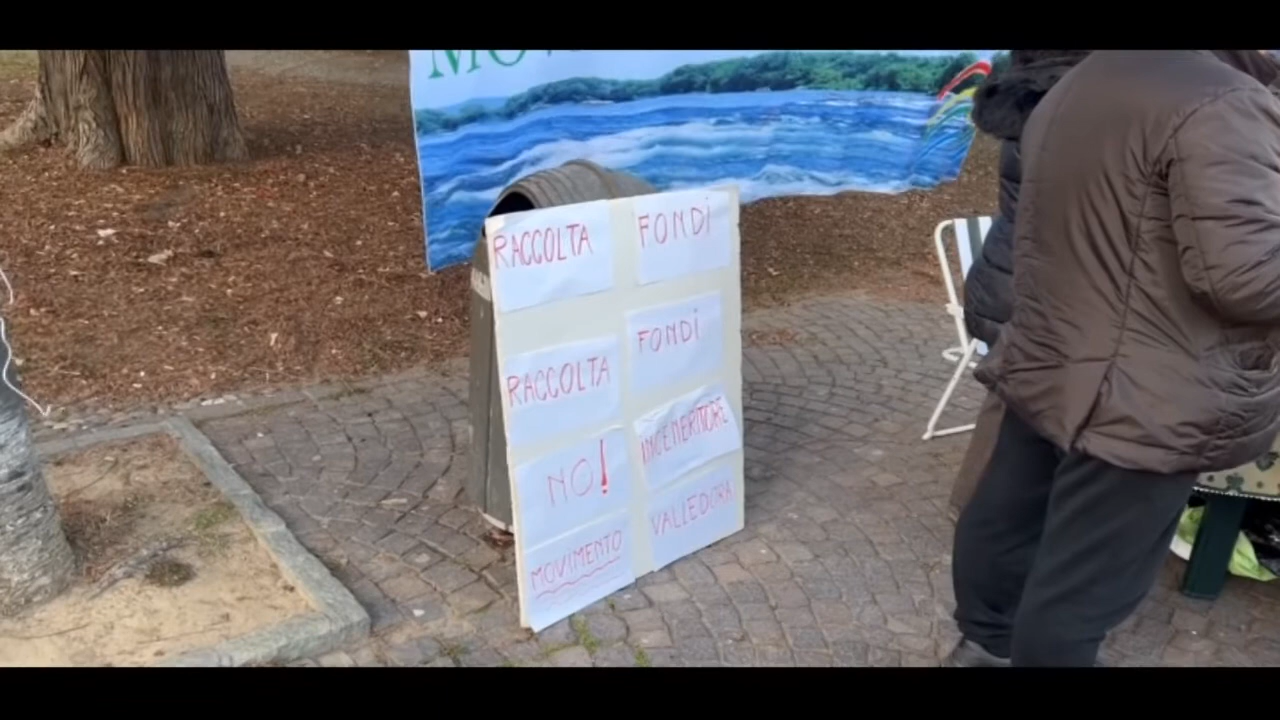 RACCOLTA FONDI
RACCOLTA FONDI
NO! INCENERITORE
MOVIMENTO VALLEDORA